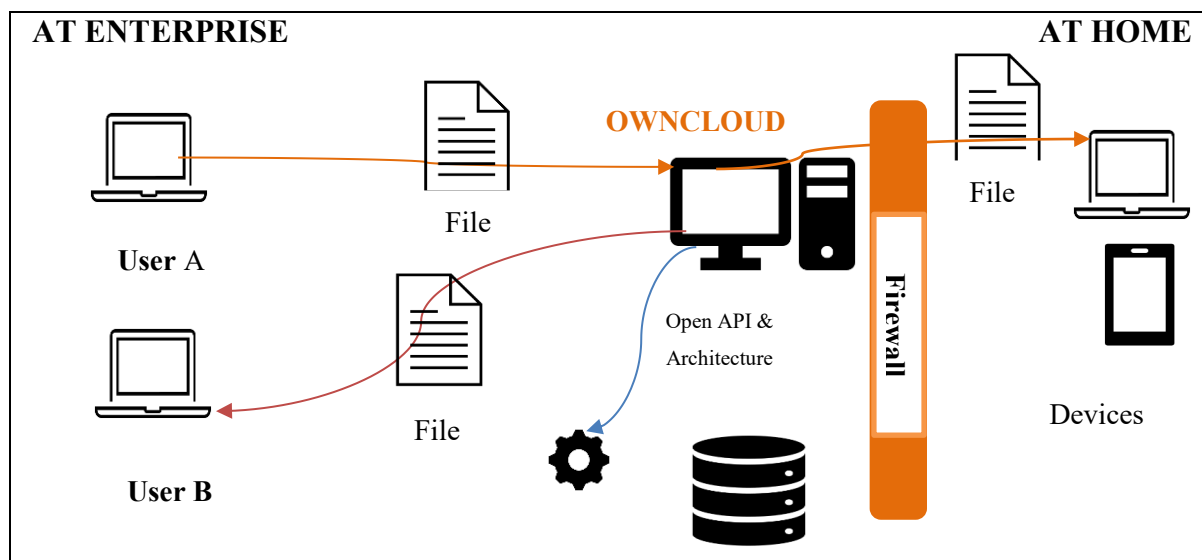 AT ENTERPRISE
AT HOME
OWNCLOUD
File
File
User A
Firewall
Open API &
Architecture
Devices
File
User B